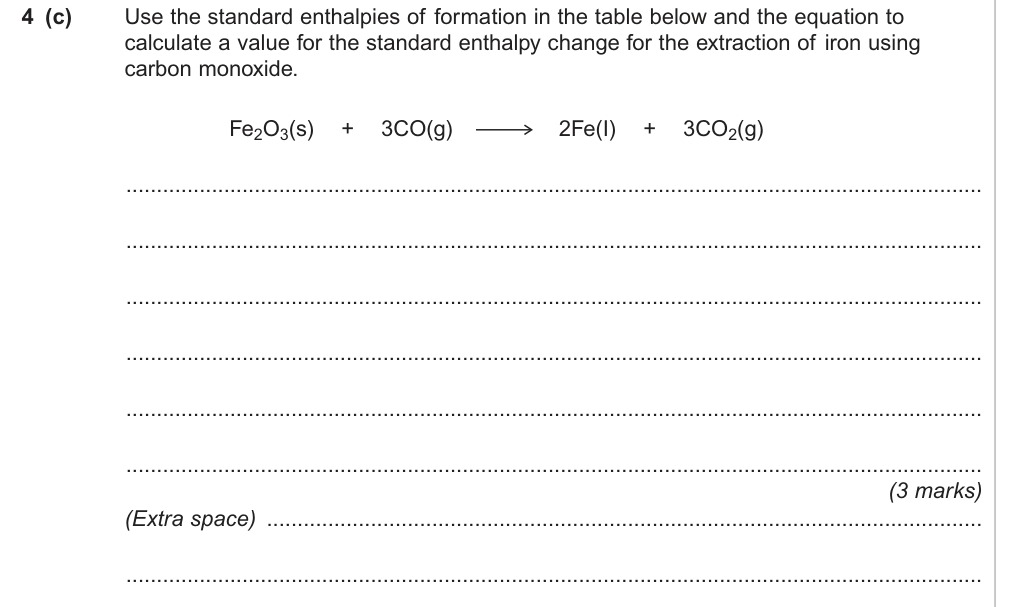 4 (c) Use the standard enthalpies of formation in the table below and the equation to
calculate a value for the standard enthalpy change for the extraction of iron using
carbon monoxide.
Fe₂O₃(s) + 3CO(g) ⟶ 2Fe(l) + 3CO₂(g)
(3 marks)
(Extra space)